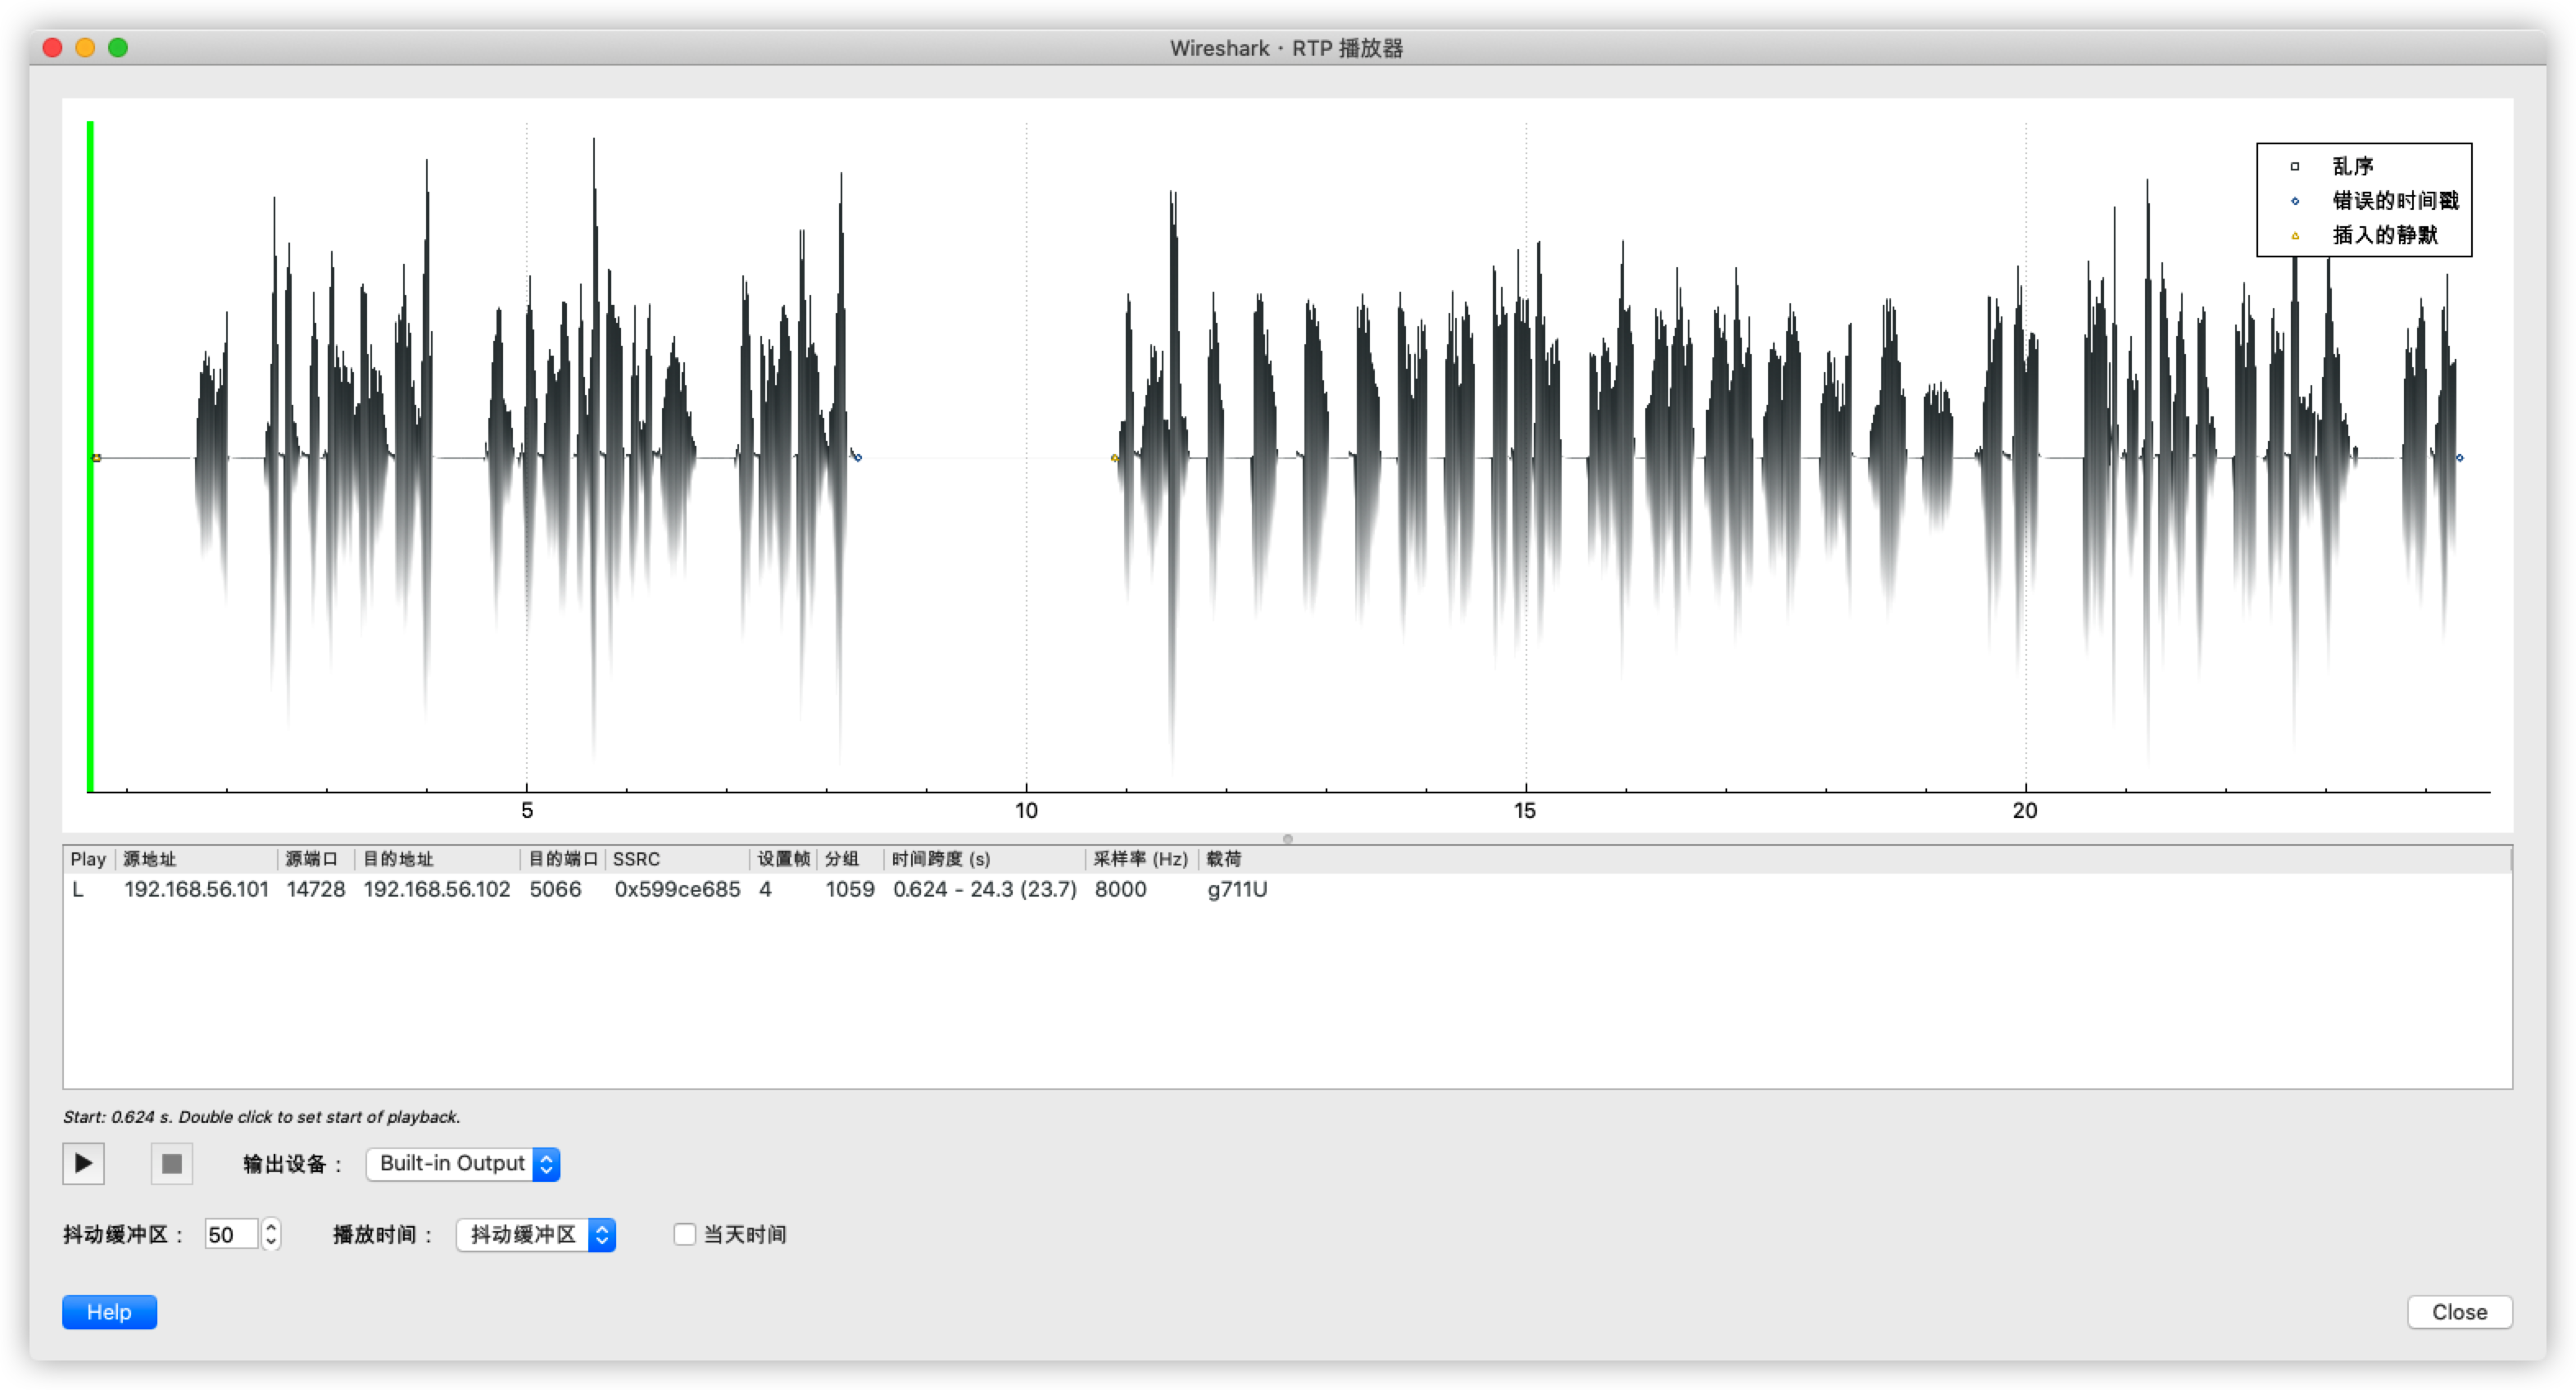 Wireshark · RTP 播放器
乱序
错误的时间戳
插入的静默
5 10 15 20
Play 源地址 源端口 目的地址 目的端口 SSRC 设置帧 分组 时间跨度 (s) 采样率 (Hz) 载荷
L 192.168.56.101 14728 192.168.56.102 5066 0x599ce685 4 1059 0.624 - 24.3 (23.7) 8000 g711U
Start: 0.624 s. Double click to set start of playback.
输出设备： Built-in Output
抖动缓冲区： 50 播放时间： 抖动缓冲区 当天时间
Help Close